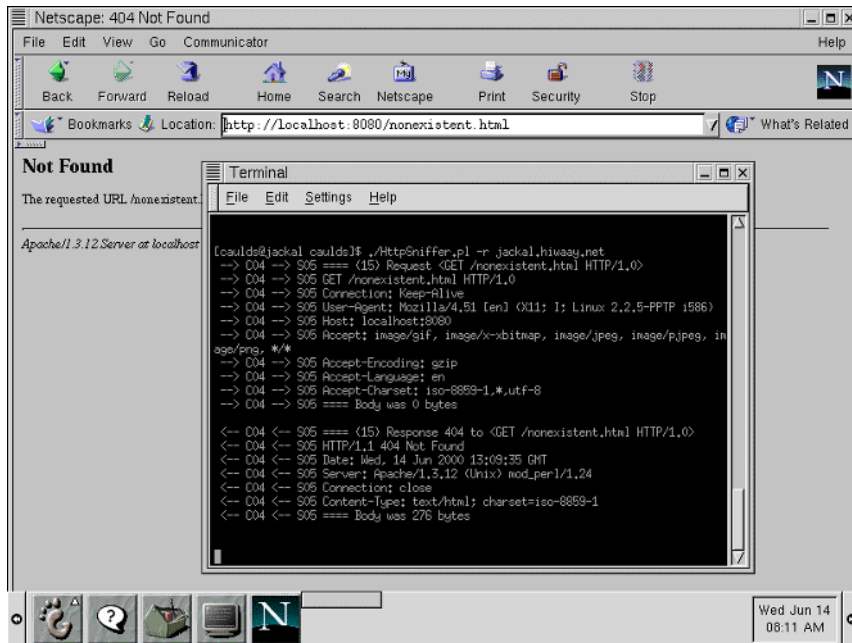 Netscape: 404 Not Found
File Edit View Go Communicator Help
Back Forward Reload Home Search Netscape Print Security Stop
N
Bookmarks Location: http://localhost:8080/nonexistent.html What's Related
Not Found
The requested URL /nonexistent.
Apache/1.3.12 Server at localhost
Terminal
File Edit Settings Help
[caulds@jackal caulds]$ ./HttpSniffer.pl -r jackal.hiwaay.net
--> C04 --> S05 ==== (15) Request <GET /nonexistent.html HTTP/1.0>
--> C04 --> S05 GET /nonexistent.html HTTP/1.0
--> C04 --> S05 Connection: Keep-Alive
--> C04 --> S05 User-Agent: Mozilla/4.51 [en] (X11; I; Linux 2.2.5-PPTP i586)
--> C04 --> S05 Host: localhost:8080
--> C04 --> S05 Accept: image/gif, image/x-xbitmap, image/jpeg, image/pjpeg, im
age/png, */*
--> C04 --> S05 Accept-Encoding: gzip
--> C04 --> S05 Accept-Language: en
--> C04 --> S05 Accept-Charset: iso-8859-1,*,utf-8
--> C04 --> S05 ==== Body was 0 bytes
<-- C04 <-- S05 ==== (15) Response 404 to <GET /nonexistent.html HTTP/1.0>
<-- C04 <-- S05 HTTP/1.1 404 Not Found
<-- C04 <-- S05 Date: Wed, 14 Jun 2000 13:09:35 GMT
<-- C04 <-- S05 Server: Apache/1.3.12 (Unix) mod_perl/1.24
<-- C04 <-- S05 Connection: close
<-- C04 <-- S05 Content-Type: text/html; charset=iso-8859-1
<-- C04 <-- S05 ==== Body was 276 bytes
N
Wed Jun 14
08:11 AM